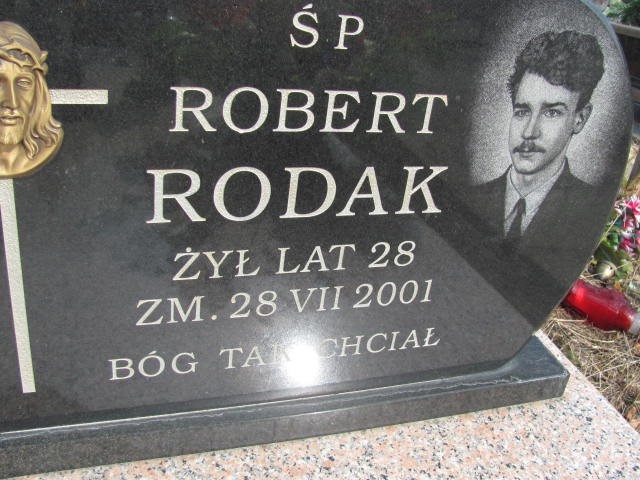 ŚP
ROBERT
RODAK
ŻYŁ LAT 28
ZM. 28 VII 2001
BÓG TAK CHCIAŁ